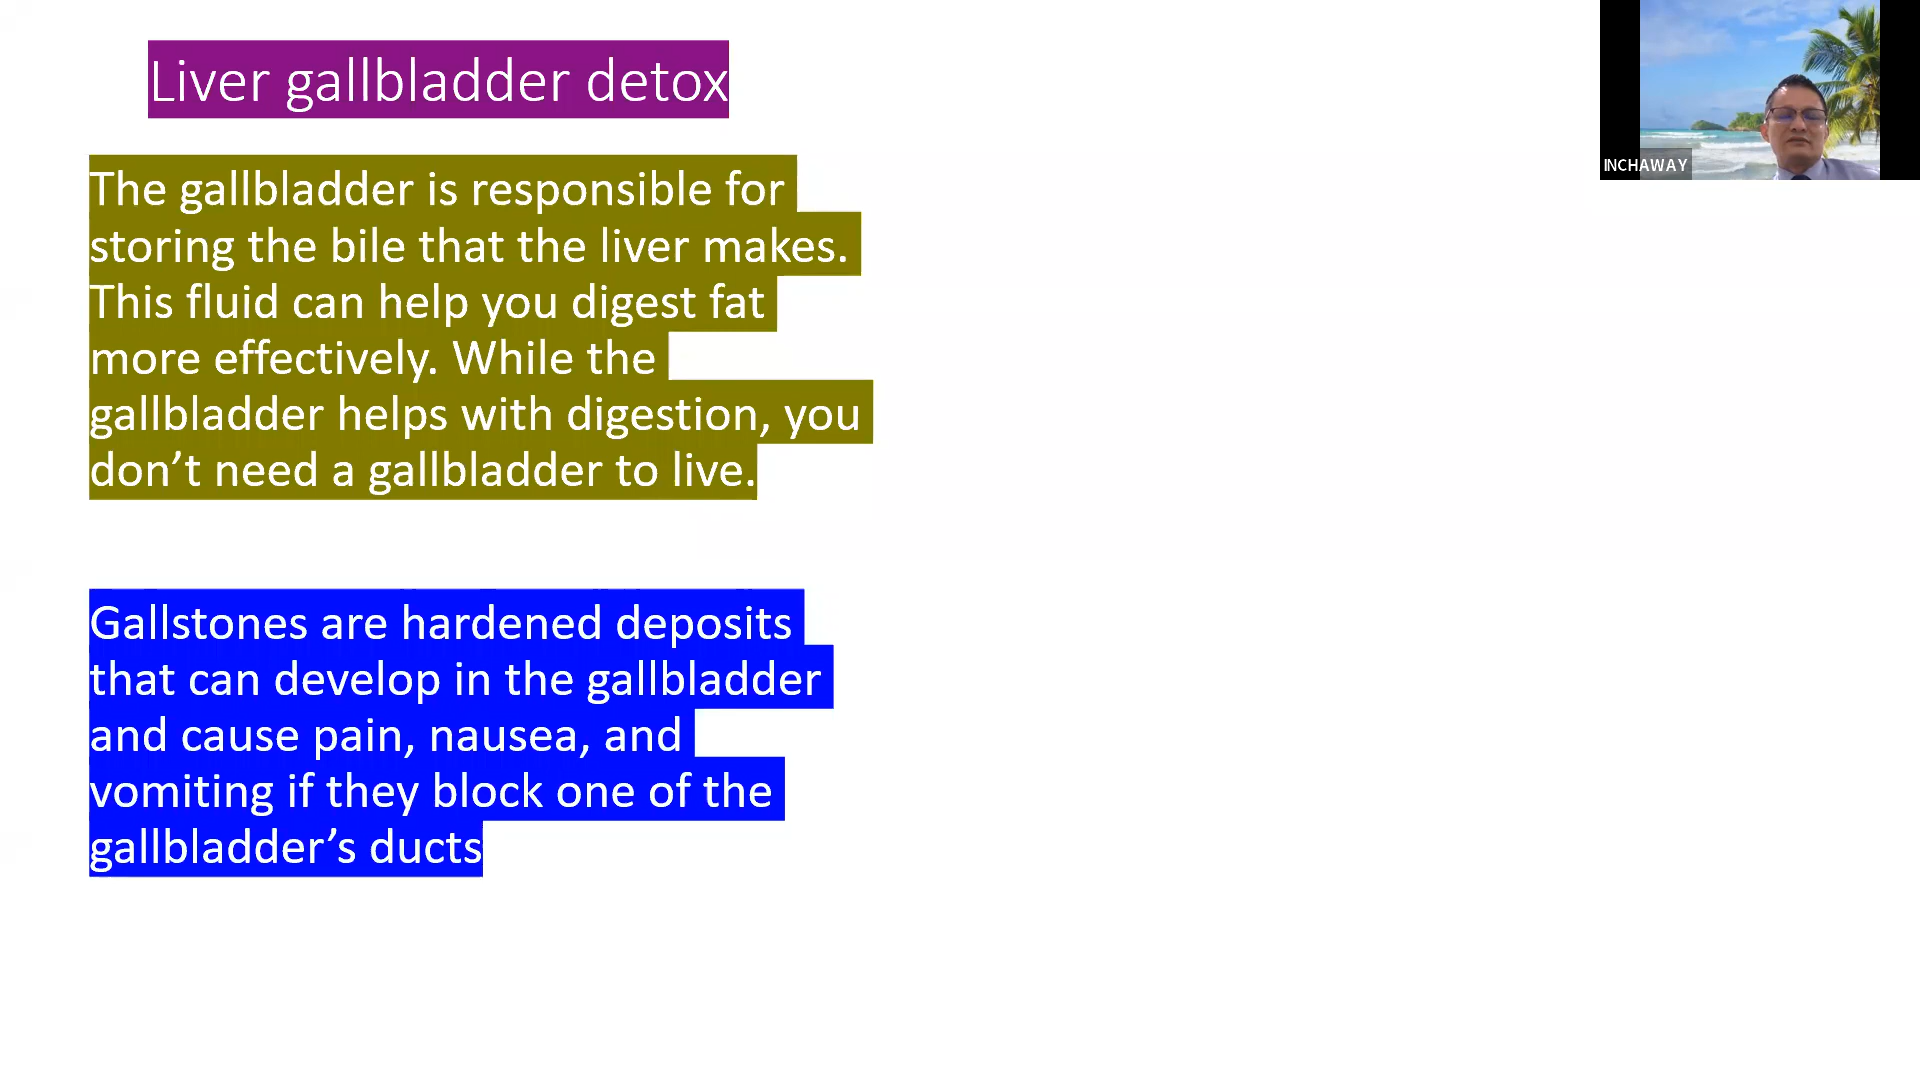 Liver gallbladder detox
The gallbladder is responsible for
storing the bile that the liver makes.
This fluid can help you digest fat
more effectively. While the
gallbladder helps with digestion, you
don’t need a gallbladder to live.
Gallstones are hardened deposits
that can develop in the gallbladder
and cause pain, nausea, and
vomiting if they block one of the
gallbladder’s ducts
INCHAWAY